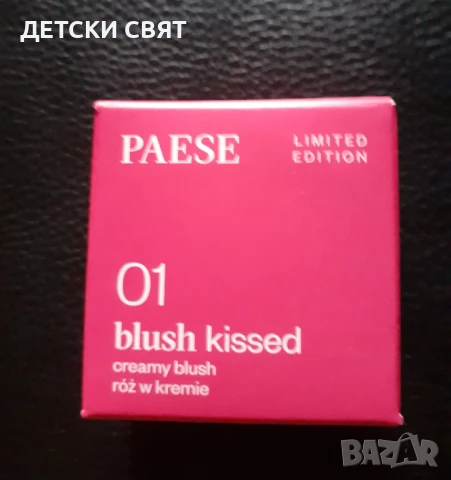 ДЕТСКИ СВЯТ
PAESE
LIMITED
EDITION
01
blush kissed
creamy blush
róż w kremie
BAZAR